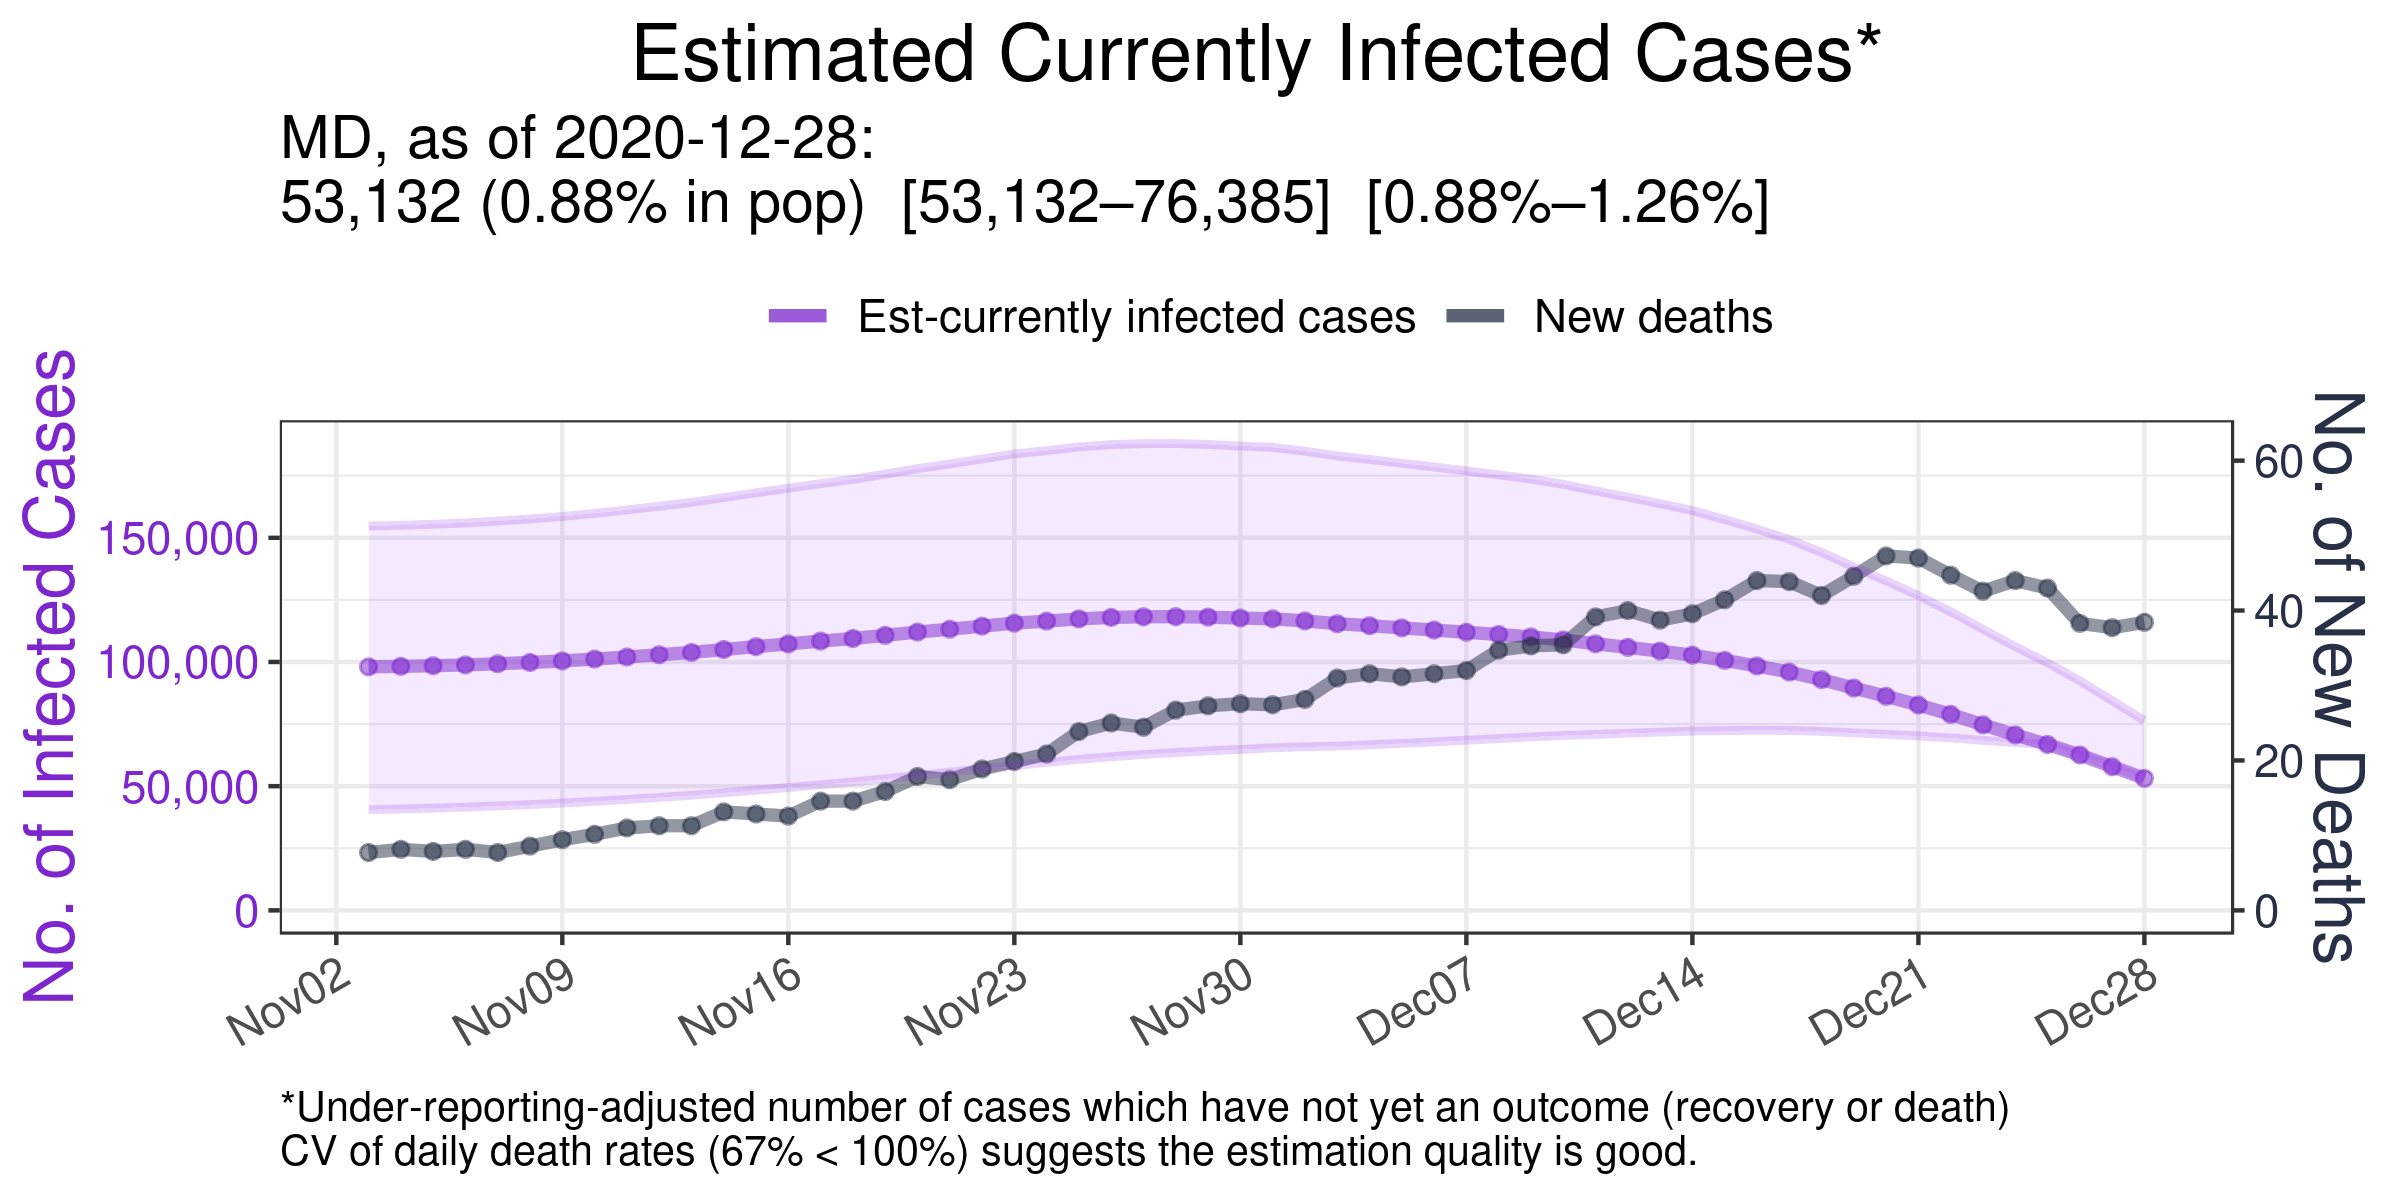 Estimated Currently Infected Cases*
MD, as of 2020-12-28:
53,132 (0.88% in pop)  [53,132–76,385]  [0.88%–1.26%]
Est-currently infected cases
New deaths
No. of Infected Cases
150,000
100,000
50,000
0
60
40
20
0
No. of New Deaths
Nov02
Nov09
Nov16
Nov23
Nov30
Dec07
Dec14
Dec21
Dec28
*Under-reporting-adjusted number of cases which have not yet an outcome (recovery or death)
CV of daily death rates (67% < 100%) suggests the estimation quality is good.